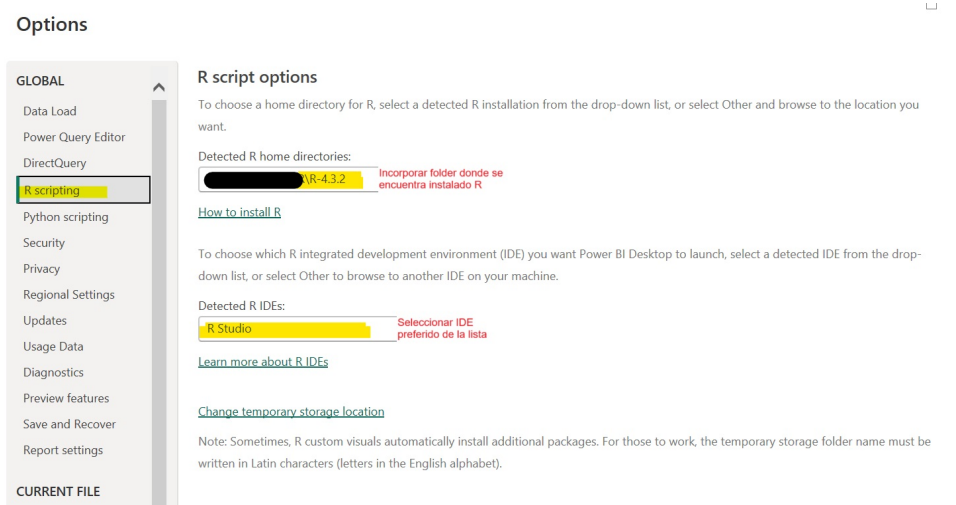 Options
GLOBAL
Data Load
Power Query Editor
DirectQuery
R scripting
Python scripting
Security
Privacy
Regional Settings
Updates
Usage Data
Diagnostics
Preview features
Save and Recover
Report settings
CURRENT FILE
R script options
To choose a home directory for R, select a detected R installation from the drop-down list, or select Other and browse to the location you
want.
Detected R home directories:
\R-4.3.2
Incorporar folder donde se
encuentra instalado R
How to install R
To choose which R integrated development environment (IDE) you want Power BI Desktop to launch, select a detected IDE from the drop-
down list, or select Other to browse to another IDE on your machine.
Detected R IDEs:
R Studio
Seleccionar IDE
preferido de la lista
Learn more about R IDEs
Change temporary storage location
Note: Sometimes, R custom visuals automatically install additional packages. For those to work, the temporary storage folder name must be
written in Latin characters (letters in the English alphabet).